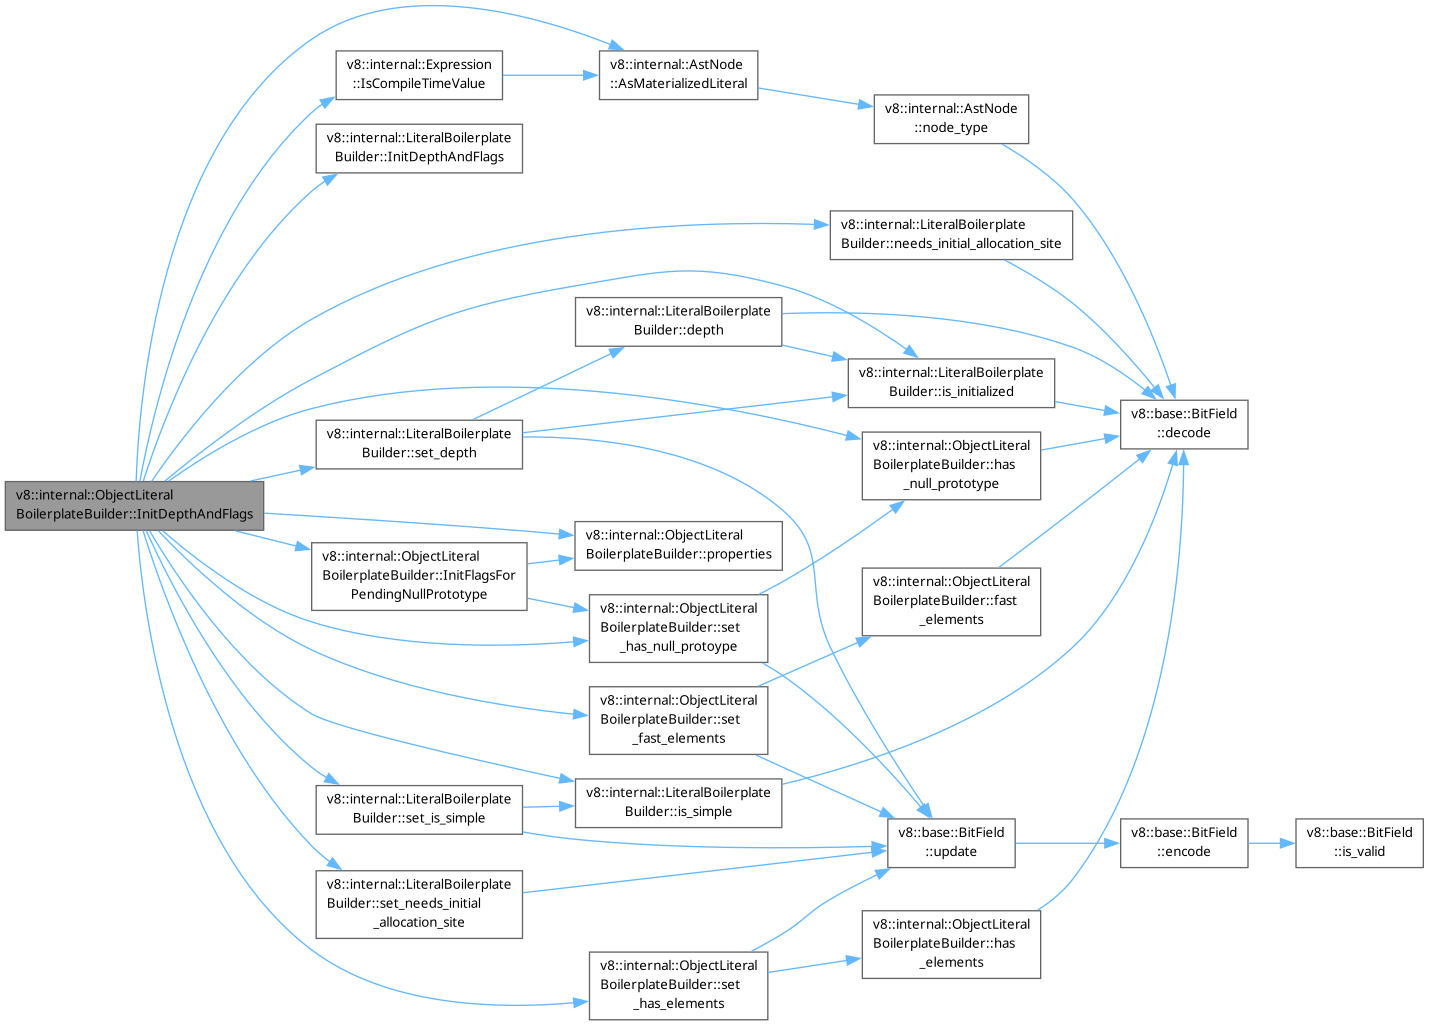 v8::internal::Expression
::IsCompileTimeValue
v8::internal::AstNode
::AsMaterializedLiteral
v8::internal::AstNode
::node_type
v8::internal::LiteralBoilerplate
Builder::InitDepthAndFlags
v8::internal::LiteralBoilerplate
Builder::needs_initial_allocation_site
v8::internal::LiteralBoilerplate
Builder::depth
v8::internal::LiteralBoilerplate
Builder::is_initialized
v8::base::BitField
::decode
v8::internal::LiteralBoilerplate
Builder::set_depth
v8::internal::ObjectLiteral
BoilerplateBuilder::has
_null_prototype
v8::internal::ObjectLiteral
BoilerplateBuilder::InitDepthAndFlags
v8::internal::ObjectLiteral
BoilerplateBuilder::properties
v8::internal::ObjectLiteral
BoilerplateBuilder::InitFlagsFor
PendingNullPrototype
v8::internal::ObjectLiteral
BoilerplateBuilder::fast
_elements
v8::internal::ObjectLiteral
BoilerplateBuilder::set
_has_null_protoype
v8::internal::ObjectLiteral
BoilerplateBuilder::set
_fast_elements
v8::internal::LiteralBoilerplate
Builder::set_is_simple
v8::internal::LiteralBoilerplate
Builder::is_simple
v8::base::BitField
::update
v8::base::BitField
::encode
v8::base::BitField
::is_valid
v8::internal::LiteralBoilerplate
Builder::set_needs_initial
_allocation_site
v8::internal::ObjectLiteral
BoilerplateBuilder::has
_elements
v8::internal::ObjectLiteral
BoilerplateBuilder::set
_has_elements